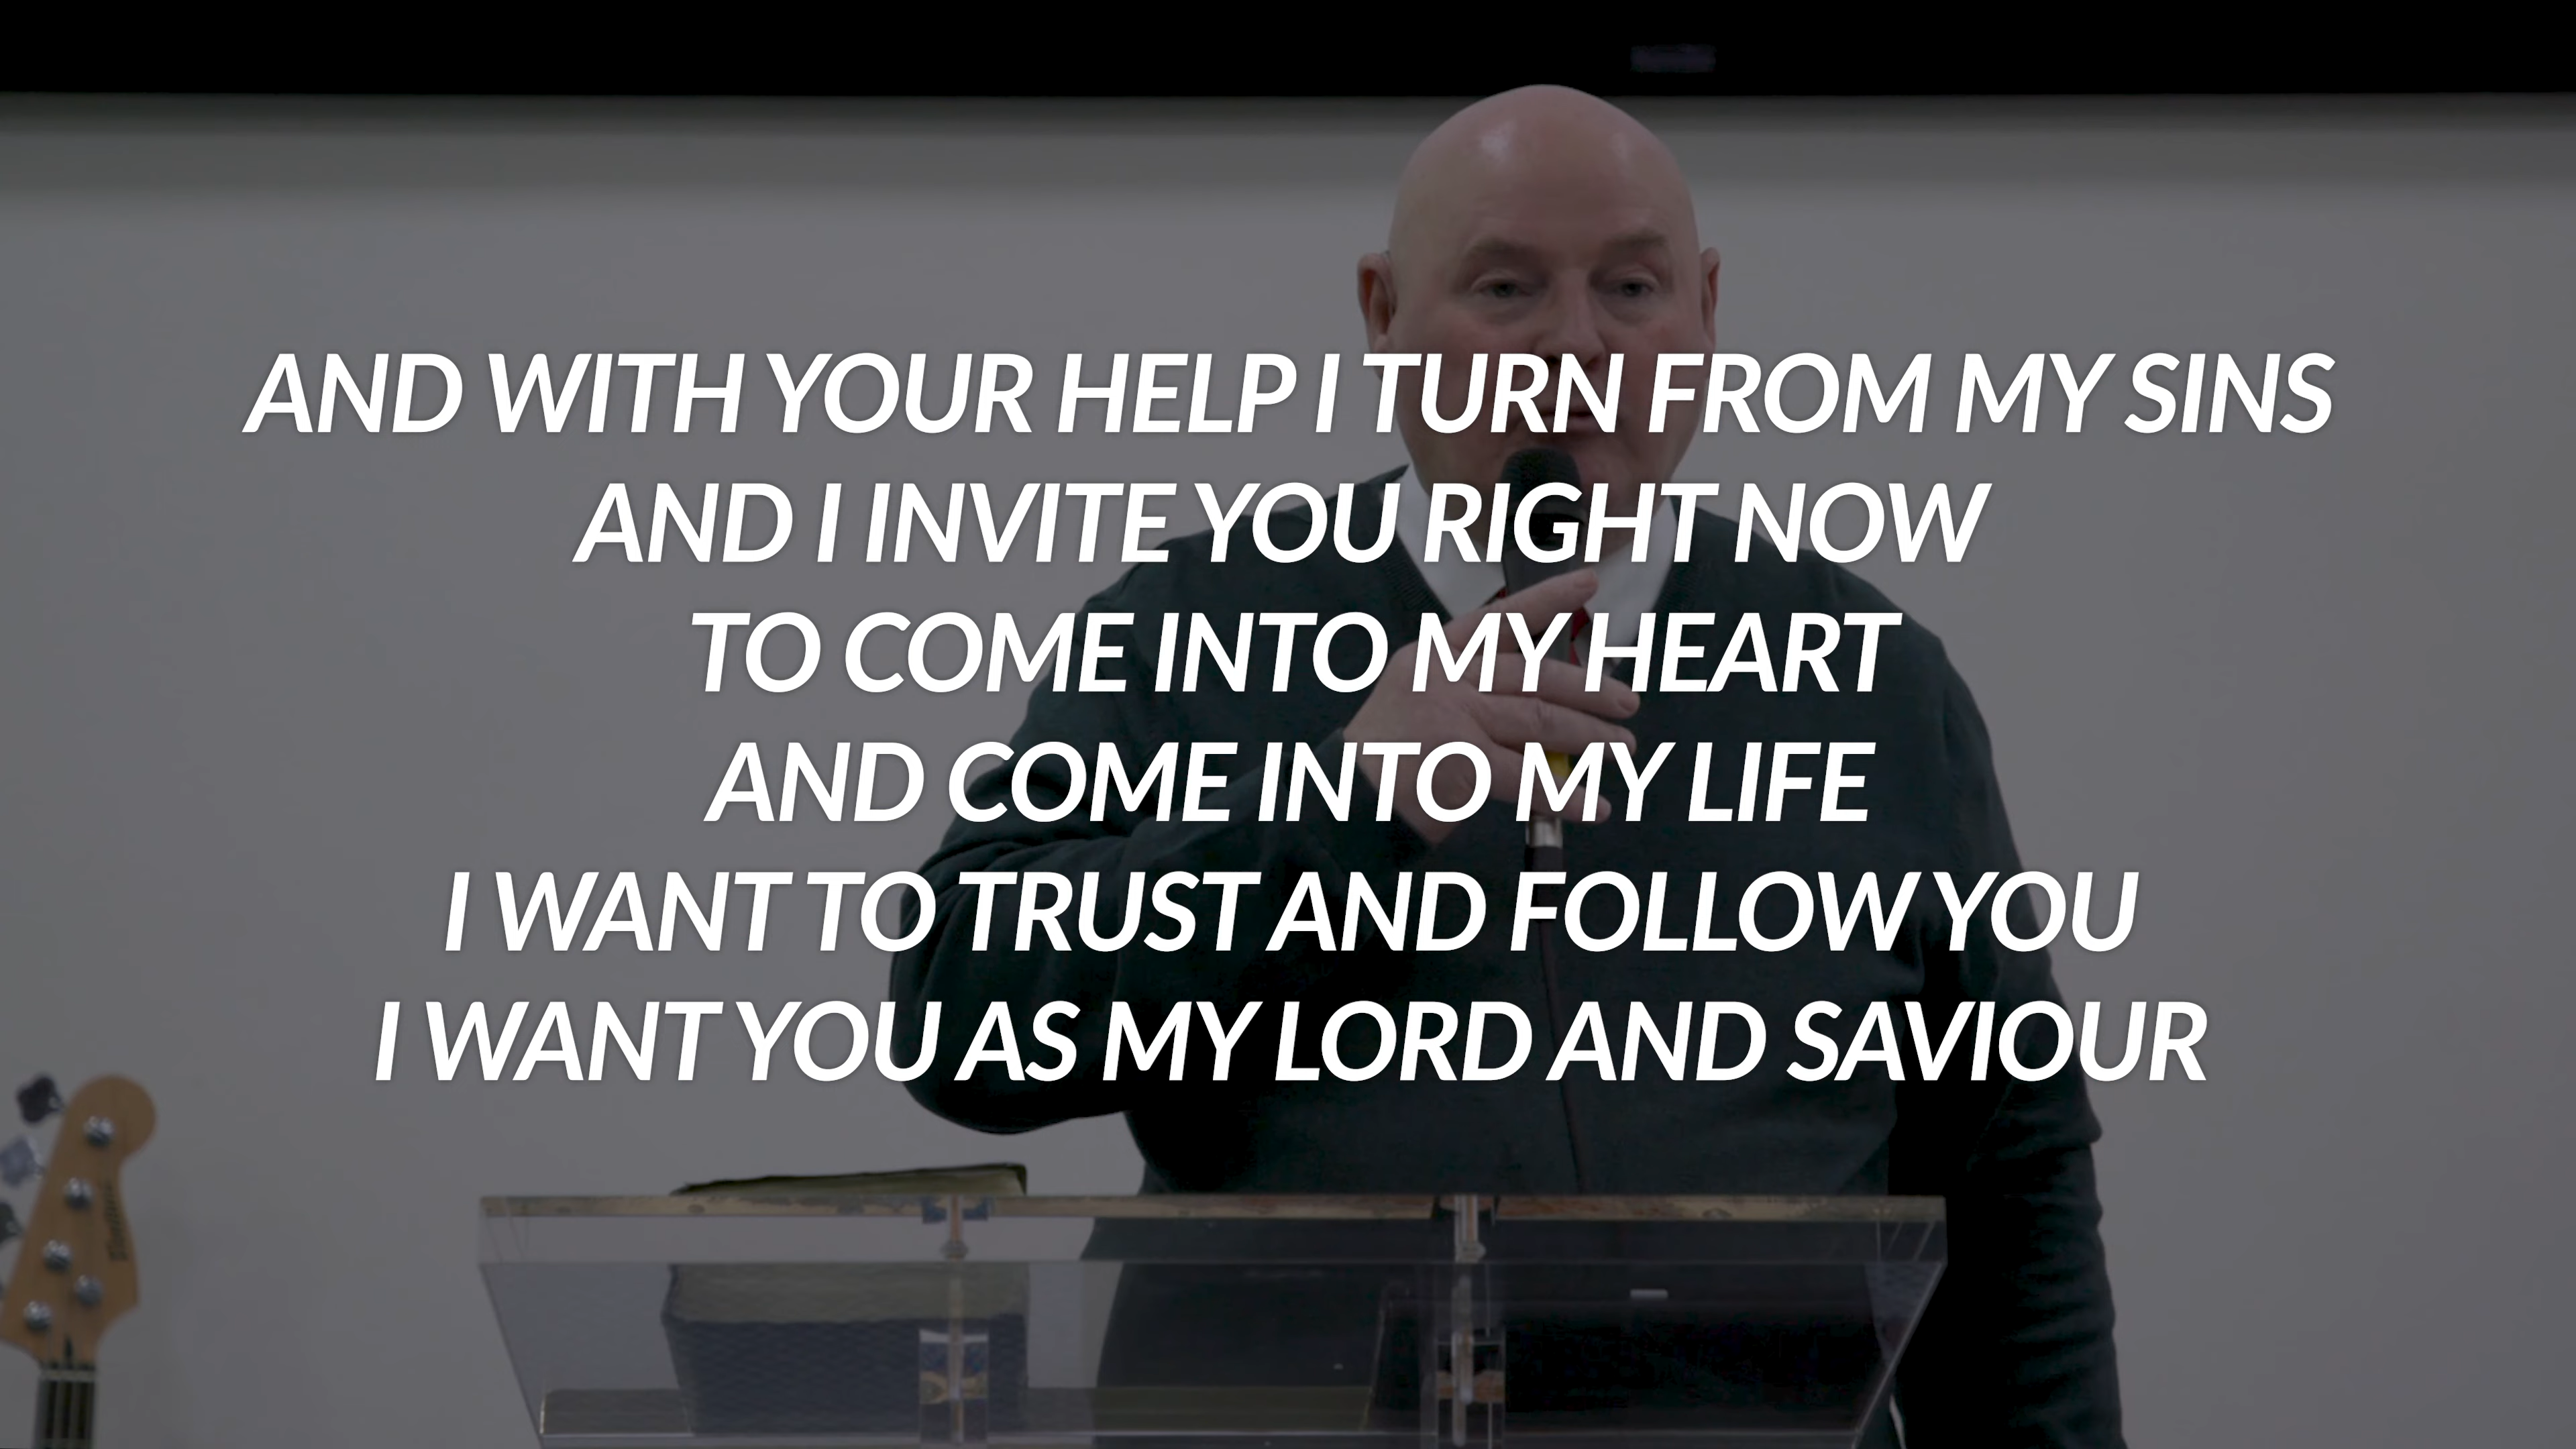 AND WITH YOUR HELP I TURN FROM MY SINS
AND I INVITE YOU RIGHT NOW
TO COME INTO MY HEART
AND COME INTO MY LIFE
I WANT TO TRUST AND FOLLOW YOU
I WANT YOU AS MY LORD AND SAVIOUR